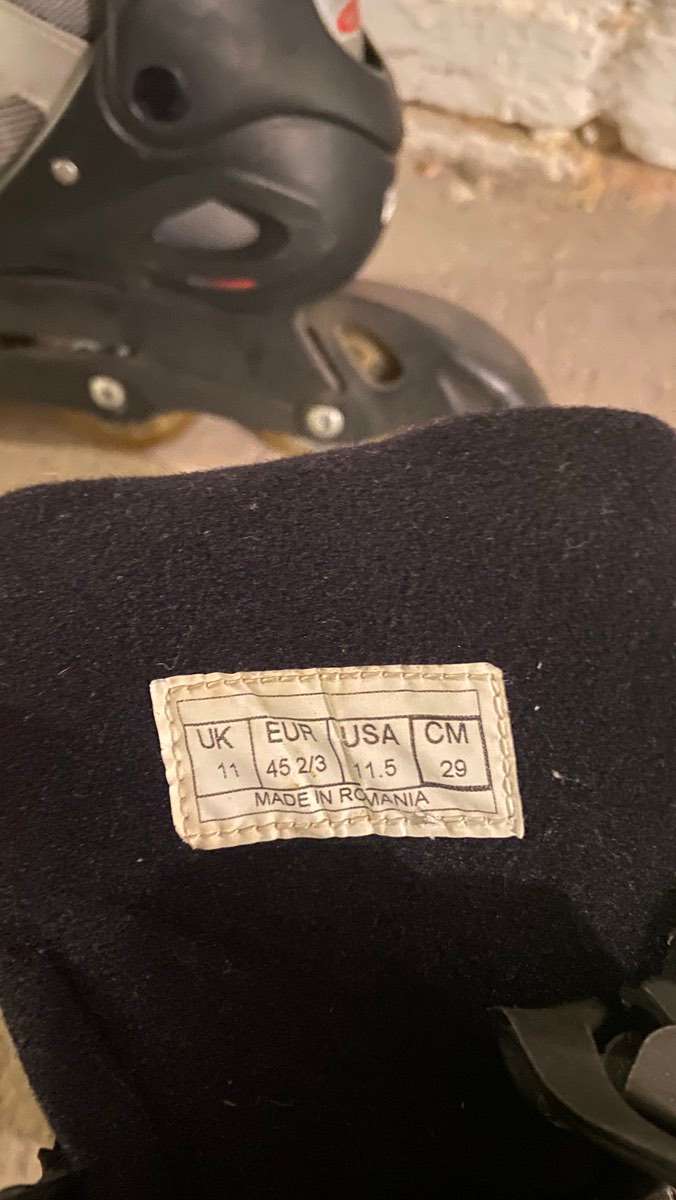 UK EUR USA CM
11 45 2/3 11.5 29
MADE IN ROMANIA